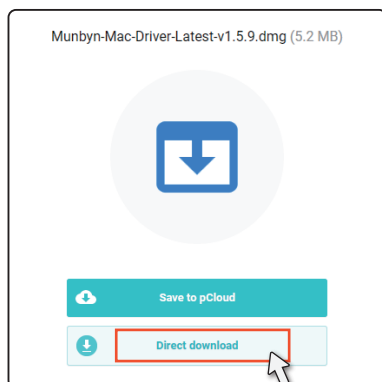 Munbyn-Mac-Driver-Latest-v1.5.9.dmg (5.2 MB)
Save to pCloud
Direct download